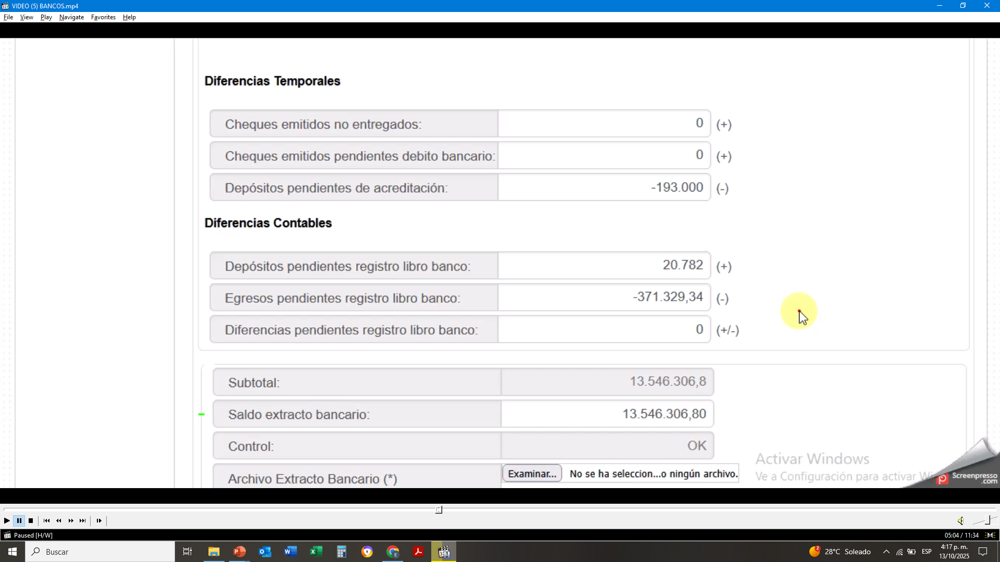 VIDEO (5) BANCOS.mp4
File View Play Navigate Favorites Help
Diferencias Temporales
Cheques emitidos no entregados: 0 (+)
Cheques emitidos pendientes debito bancario: 0 (+)
Depósitos pendientes de acreditación: -193.000 (-)
Diferencias Contables
Depósitos pendientes registro libro banco: 20.782 (+)
Egresos pendientes registro libro banco: -371.329,34 (-)
Diferencias pendientes registro libro banco: 0 (+/-)
Subtotal: 13.546.306,8
Saldo extracto bancario: 13.546.306,80
Control: OK
Archivo Extracto Bancario (*) Examinar... No se ha seleccion...o ningún archivo.
Activar Windows
Ve a Configuración para activar
Screenpresso
.com
Paused [H/W] 05:04 / 11:34
Buscar
2 28°C Soleado ESP
4:17 p. m.
13/10/2025